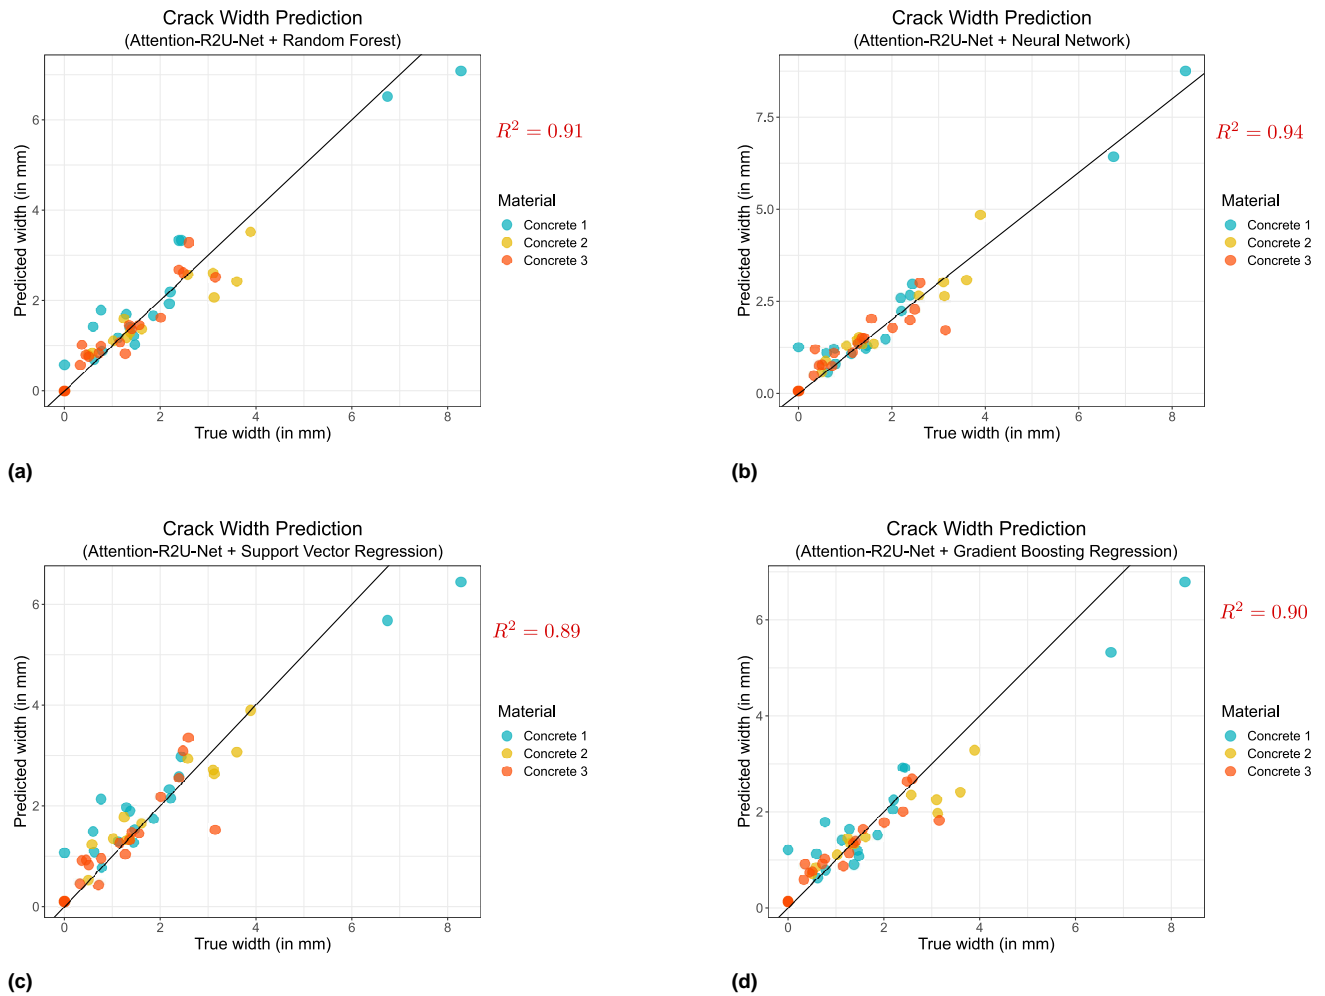 Crack Width Prediction
(Attention-R2U-Net + Random Forest)
Predicted width (in mm)
6
4
2
0
0 2 4 6 8
True width (in mm)
R² = 0.91
Material
Concrete 1
Concrete 2
Concrete 3
(a)
Crack Width Prediction
(Attention-R2U-Net + Neural Network)
Predicted width (in mm)
7.5
5.0
2.5
0.0
0 2 4 6 8
True width (in mm)
R² = 0.94
Material
Concrete 1
Concrete 2
Concrete 3
(b)
Crack Width Prediction
(Attention-R2U-Net + Support Vector Regression)
Predicted width (in mm)
6
4
2
0
0 2 4 6 8
True width (in mm)
R² = 0.89
Material
Concrete 1
Concrete 2
Concrete 3
(c)
Crack Width Prediction
(Attention-R2U-Net + Gradient Boosting Regression)
Predicted width (in mm)
6
4
2
0
0 2 4 6 8
True width (in mm)
R² = 0.90
Material
Concrete 1
Concrete 2
Concrete 3
(d)